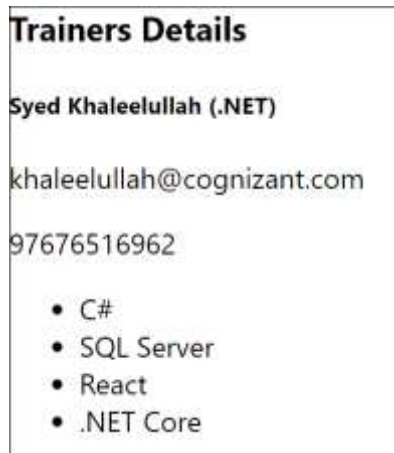 Trainers Details
Syed Khaleelullah (.NET)
khaleelullah@cognizant.com
97676516962
• C#
• SQL Server
• React
• .NET Core